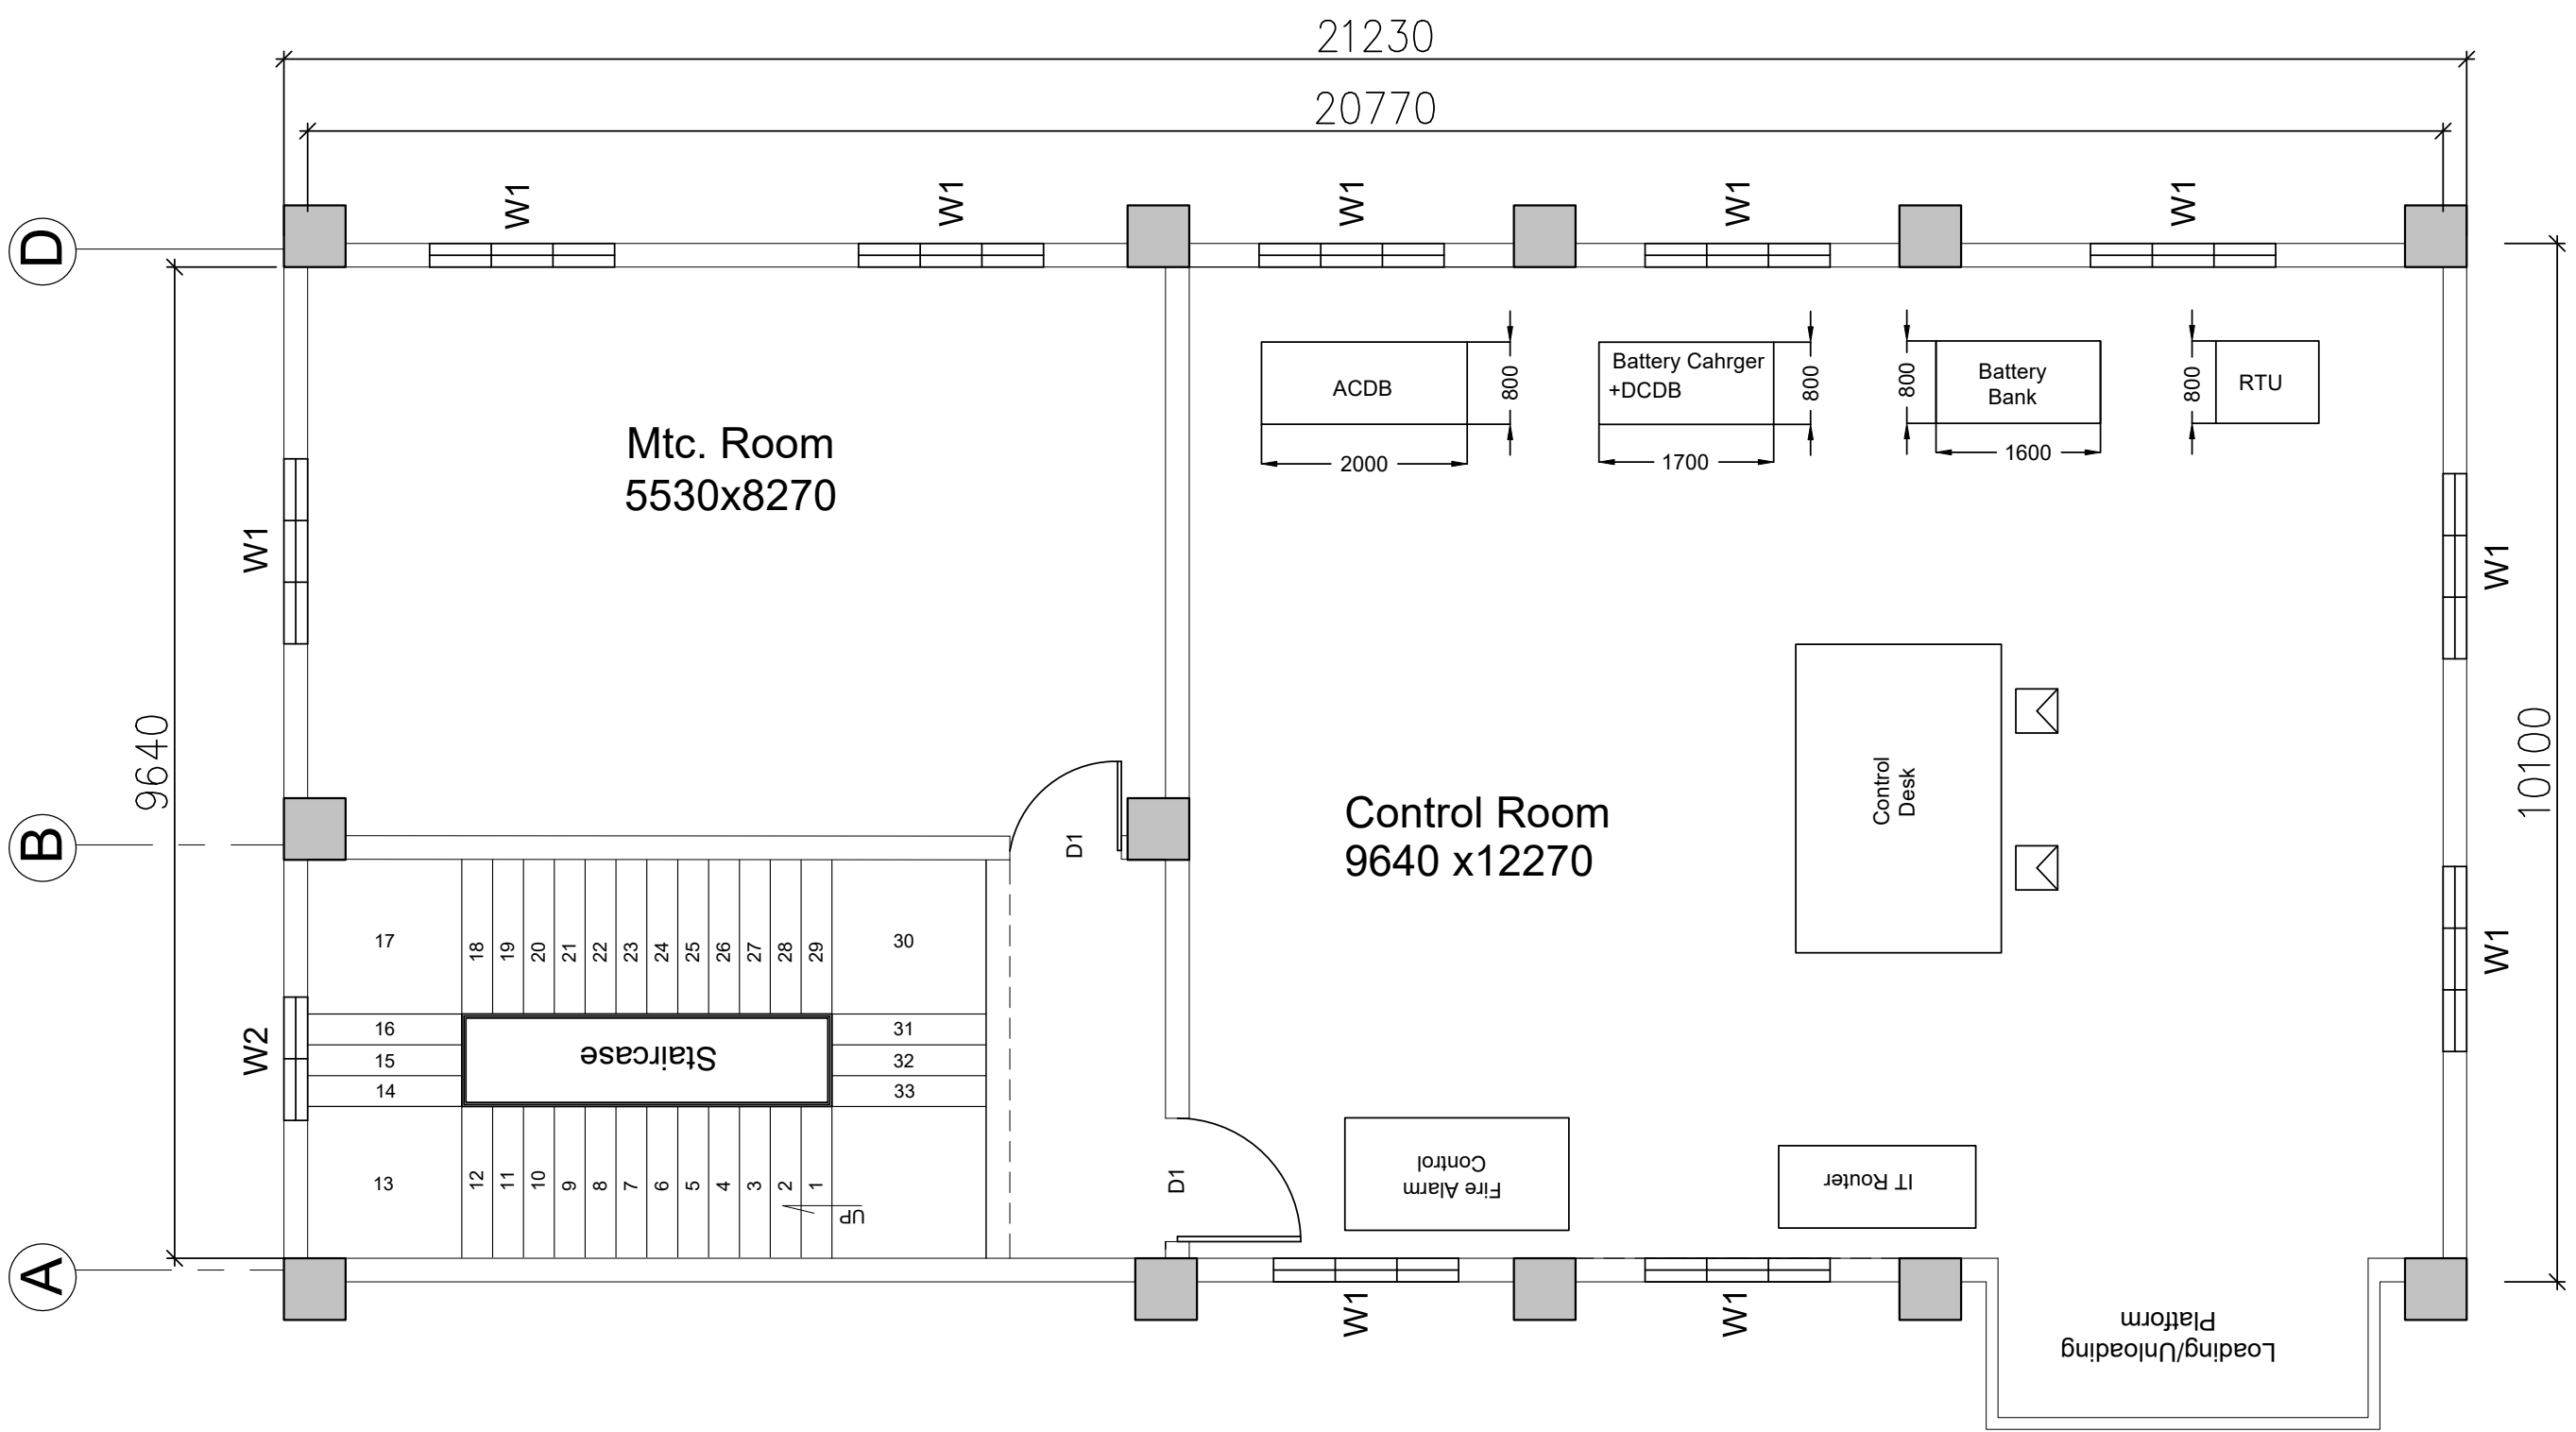 21230
20770
W1
W1
W1
W1
W1
D
ACDB
800
2000
Battery Cahrger
+DCDB
800
1700
800
Battery
Bank
1600
800
RTU
Mtc. Room
5530x8270
W1
W1
9640
10100
Control
Desk
Control Room
9640 x12270
B
D1
17
18
19
20
21
22
23
24
25
26
27
28
29
30
W1
W2
16
15
14
Staircase
31
32
33
13
12
11
10
9
8
7
6
5
4
3
2
1
UP
D1
Fire Alarm
Control
IT Router
A
W1
W1
Loading/Unloading
Platform